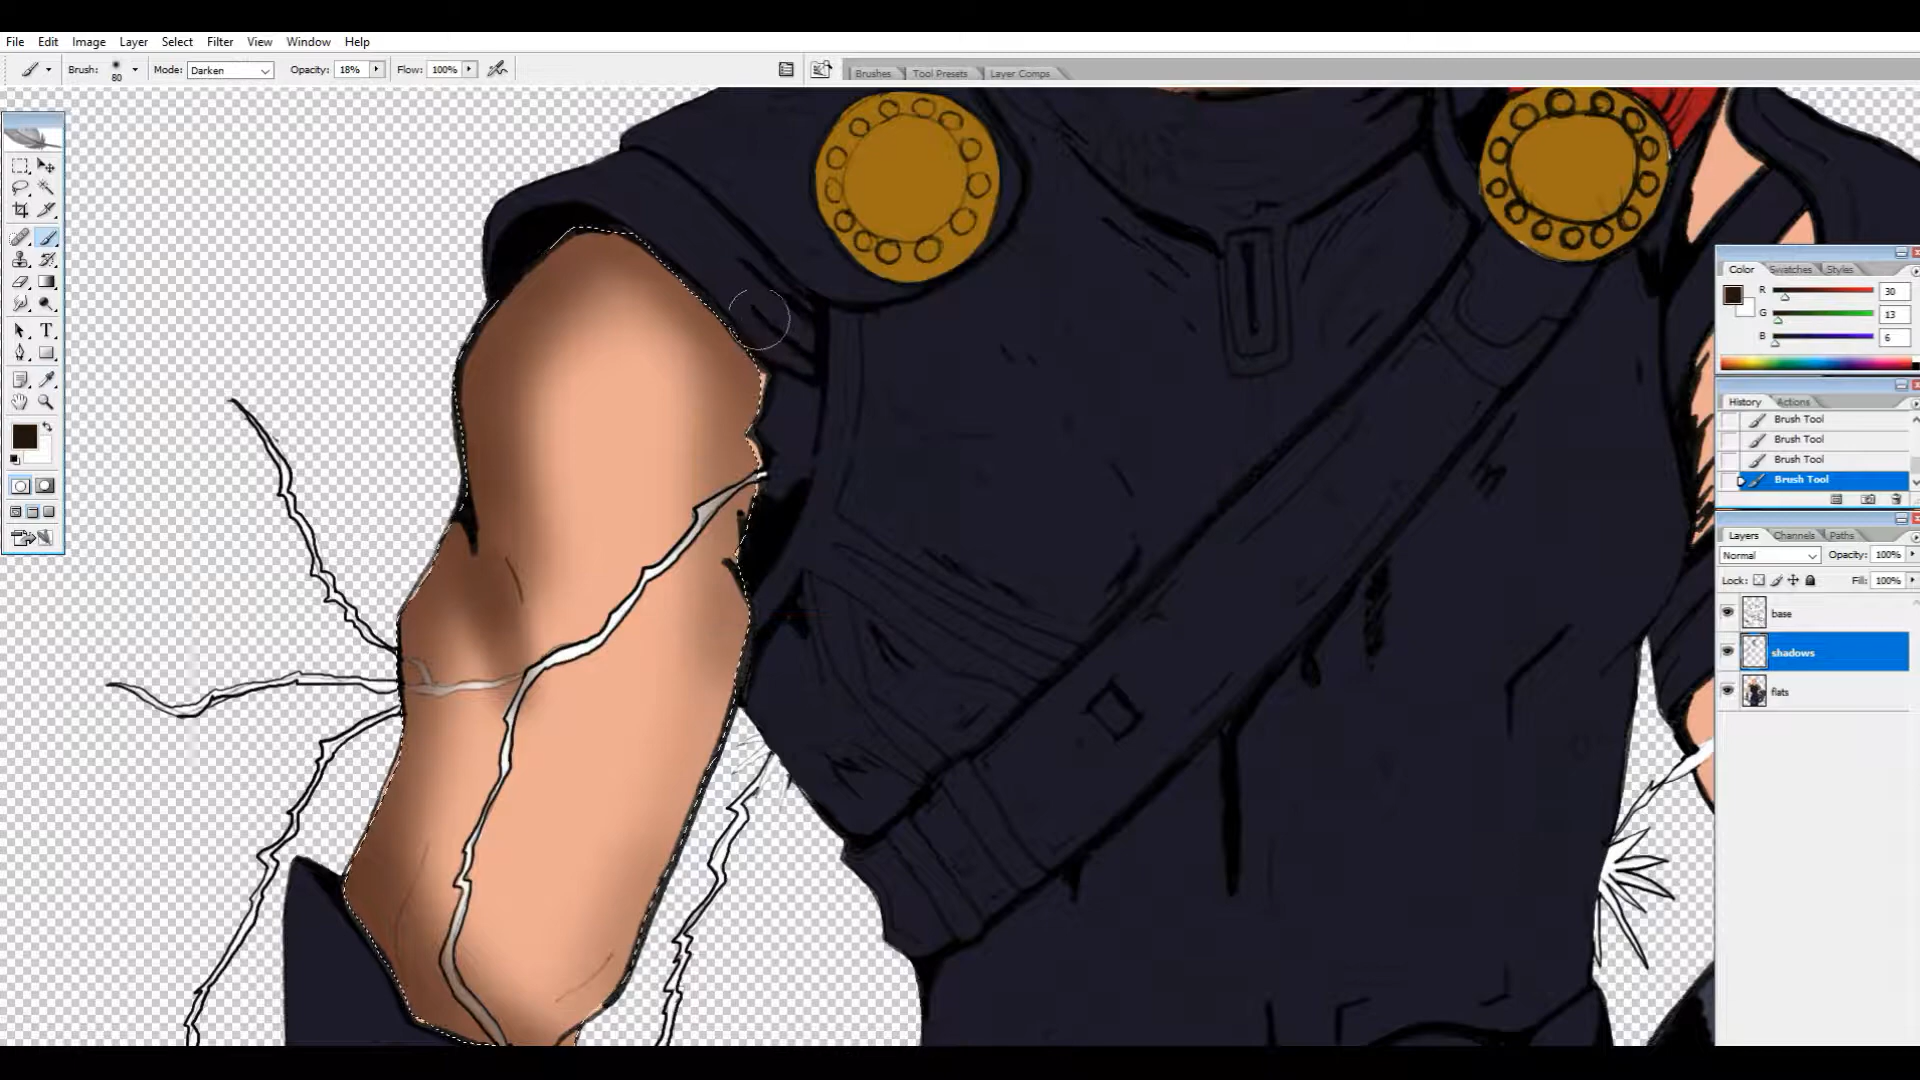 File Edit Image Layer Select Filter View Window Help
Brush: 80 Mode: Darken Opacity: 18% Flow: 100%
Brushes Tool Presets Layer Comps
Color Swatches Styles
R 30
G 13
B 6
History Actions
Brush Tool
Brush Tool
Brush Tool
Brush Tool
Layers Channels Paths
Normal Opacity: 100%
Lock: Fill: 100%
base
shadows
flats